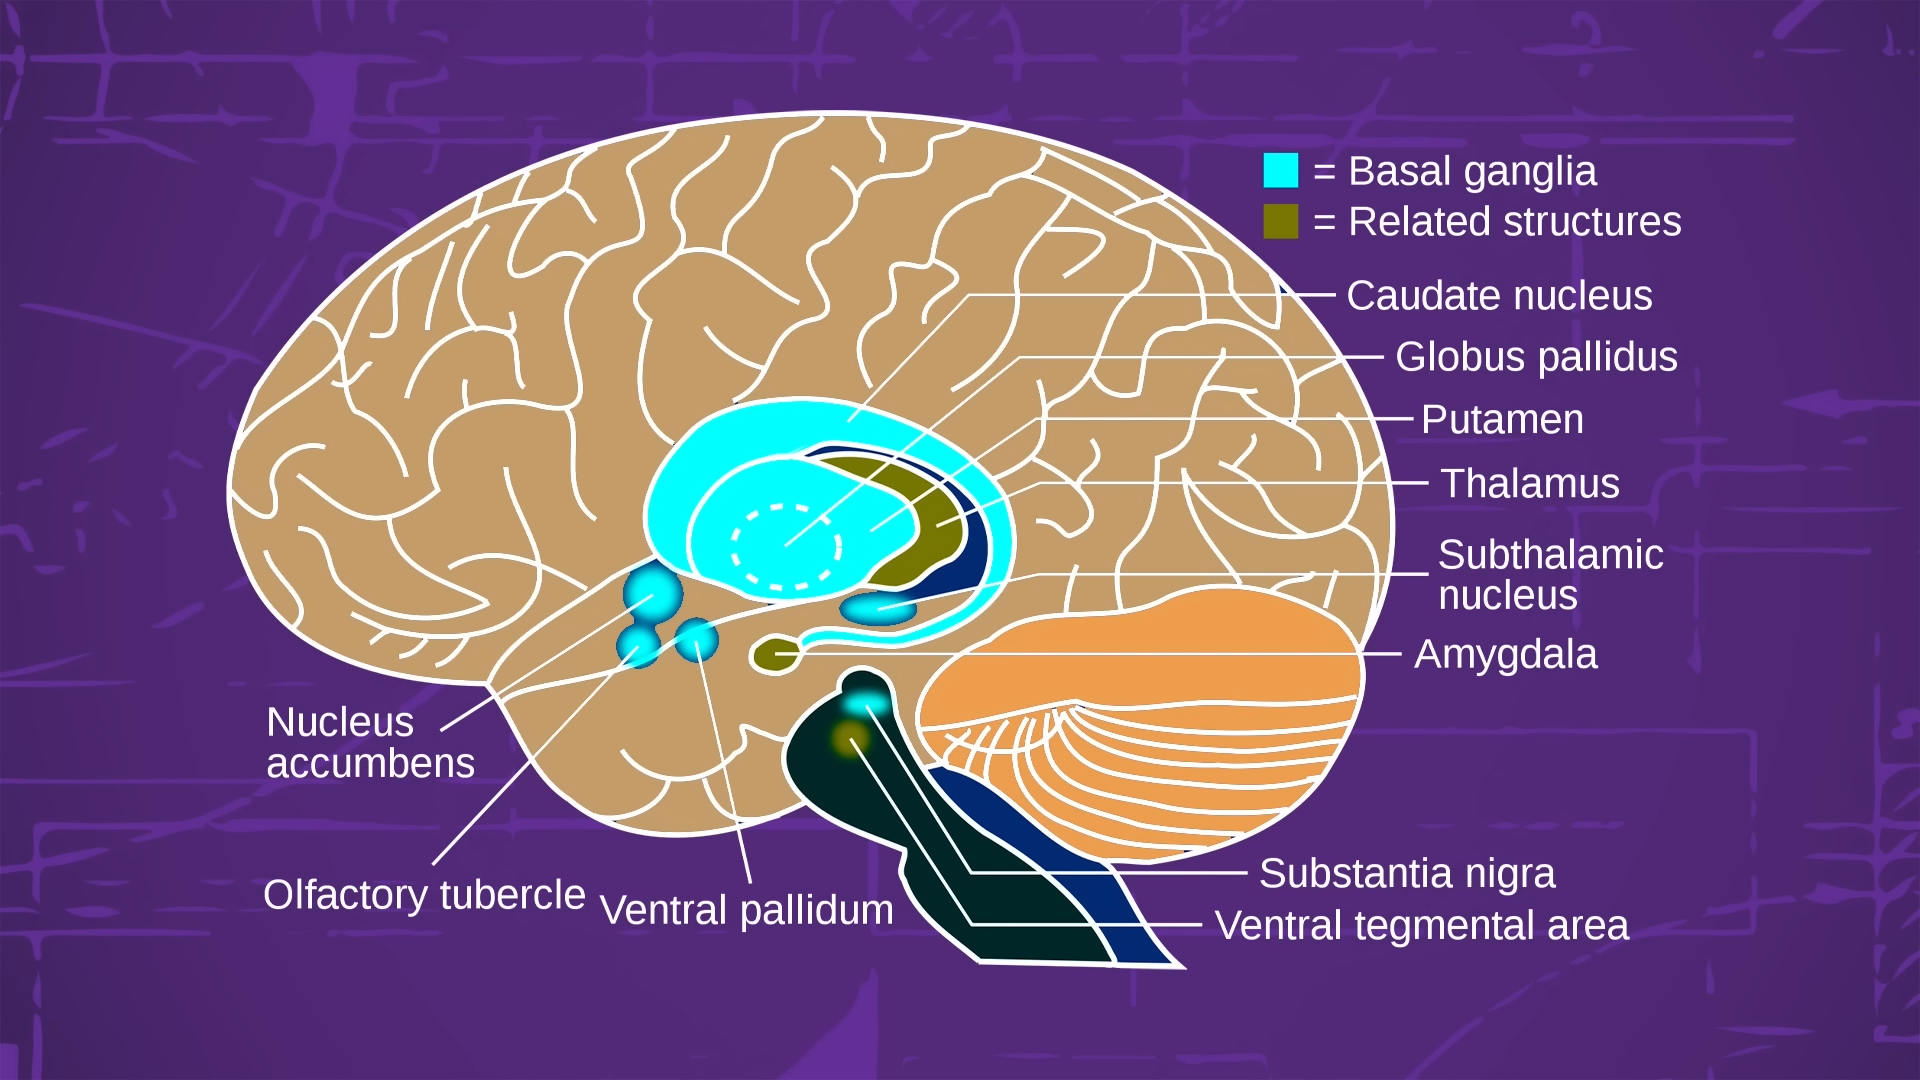 = Basal ganglia
= Related structures
Caudate nucleus
Globus pallidus
Putamen
Thalamus
Subthalamic
nucleus
Amygdala
Nucleus
accumbens
Olfactory tubercle
Ventral pallidum
Substantia nigra
Ventral tegmental area